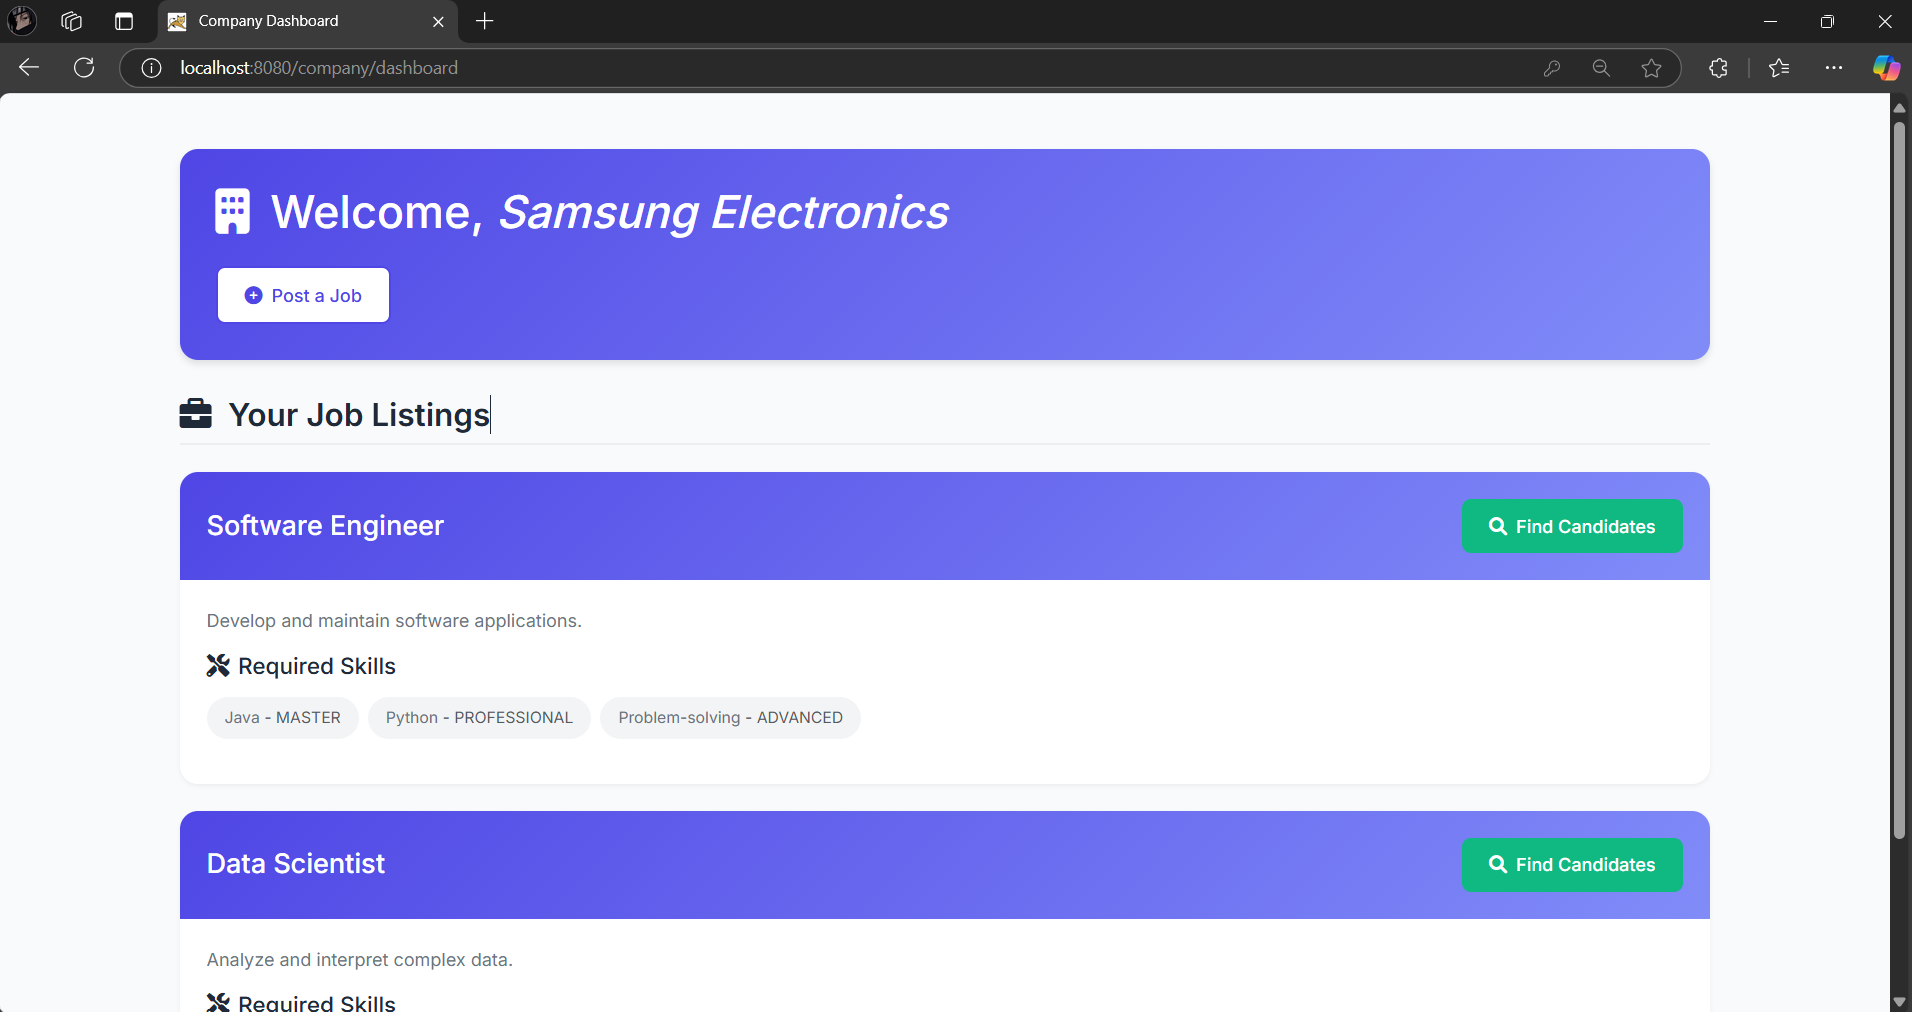 Company Dashboard
localhost:8080/company/dashboard
Welcome, Samsung Electronics
Post a Job
Your Job Listings
Software Engineer
Find Candidates
Develop and maintain software applications.
Required Skills
Java - MASTER
Python - PROFESSIONAL
Problem-solving - ADVANCED
Data Scientist
Find Candidates
Analyze and interpret complex data.
Required Skills